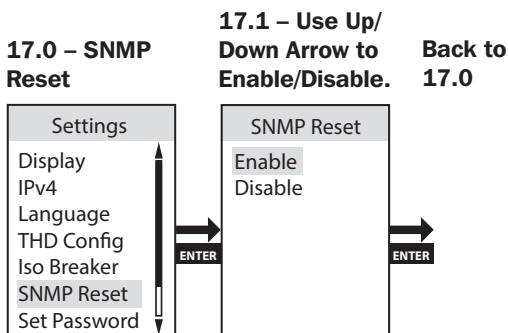 17.0 – SNMP
Reset
17.1 – Use Up/
Down Arrow to
Enable/Disable.
Back to
17.0
Settings
Display
IPv4
Language
THD Config
Iso Breaker
SNMP Reset
Set Password
ENTER
SNMP Reset
Enable
Disable
ENTER